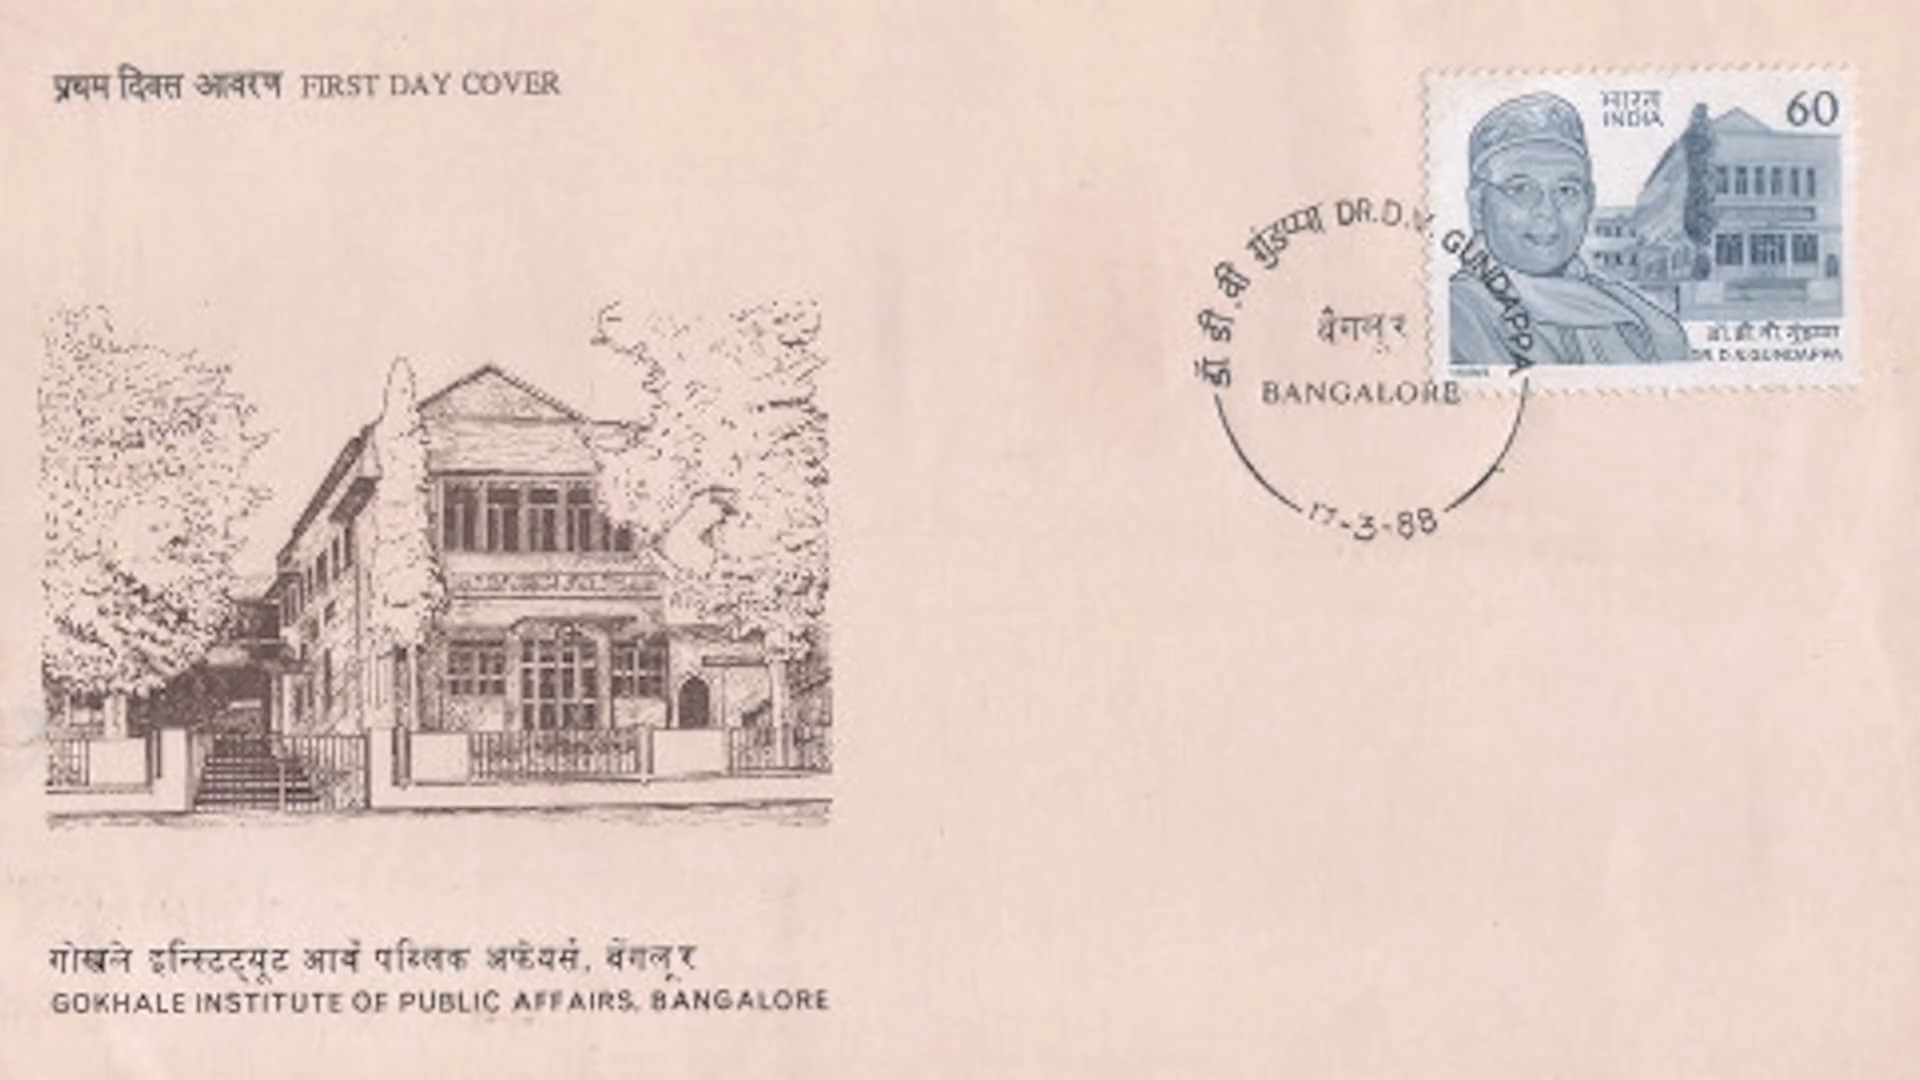 प्रथम दिवस आवरण FIRST DAY COVER
भारत
INDIA
60
डॉ. डी. वी. गुंडप्पा
DR. D. V. GUNDAPPA
डॉ डी.वी गुंडप्पा DR.D.V. GUNDAPPA
बेंगलूर
BANGALORE
17-3-88
गोखले इन्स्टिट्यूट आफ पब्लिक अफेयर्स, बेंगलूर
GOKHALE INSTITUTE OF PUBLIC AFFAIRS, BANGALORE